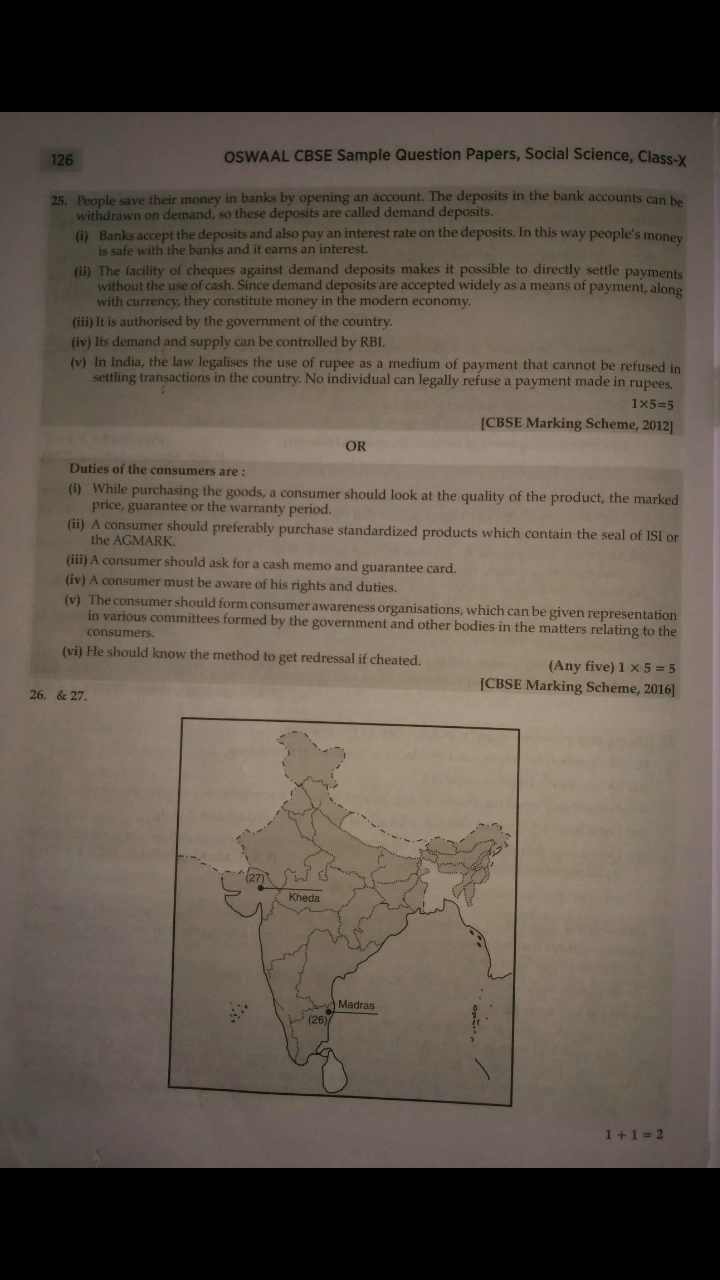 126
OSWAAL CBSE Sample Question Papers, Social Science, Class-X
25. People save their money in banks by opening an account. The deposits in the bank accounts can be
withdrawn on demand, so these deposits are called demand deposits.
(i) Banks accept the deposits and also pay an interest rate on the deposits. In this way people's money
is safe with the banks and it earns an interest.
(ii) The facility of cheques against demand deposits makes it possible to directly settle payments
without the use of cash. Since demand deposits are accepted widely as a means of payment, along
with currency, they constitute money in the modern economy.
(iii) It is authorised by the government of the country.
(iv) Its demand and supply can be controlled by RBI.
(v) In India, the law legalises the use of rupee as a medium of payment that cannot be refused in
settling transactions in the country. No individual can legally refuse a payment made in rupees.
1×5=5
[CBSE Marking Scheme, 2012]
OR
Duties of the consumers are :
(i) While purchasing the goods, a consumer should look at the quality of the product, the marked
price, guarantee or the warranty period.
(ii) A consumer should preferably purchase standardized products which contain the seal of ISI or
the AGMARK.
(iii) A consumer should ask for a cash memo and guarantee card.
(iv) A consumer must be aware of his rights and duties.
(v) The consumer should form consumer awareness organisations, which can be given representation
in various committees formed by the government and other bodies in the matters relating to the
consumers.
(vi) He should know the method to get redressal if cheated.
(Any five) 1 × 5 = 5
[CBSE Marking Scheme, 2016]
26. & 27.
(27)
Kheda
Madras
(26)
1 + 1 = 2